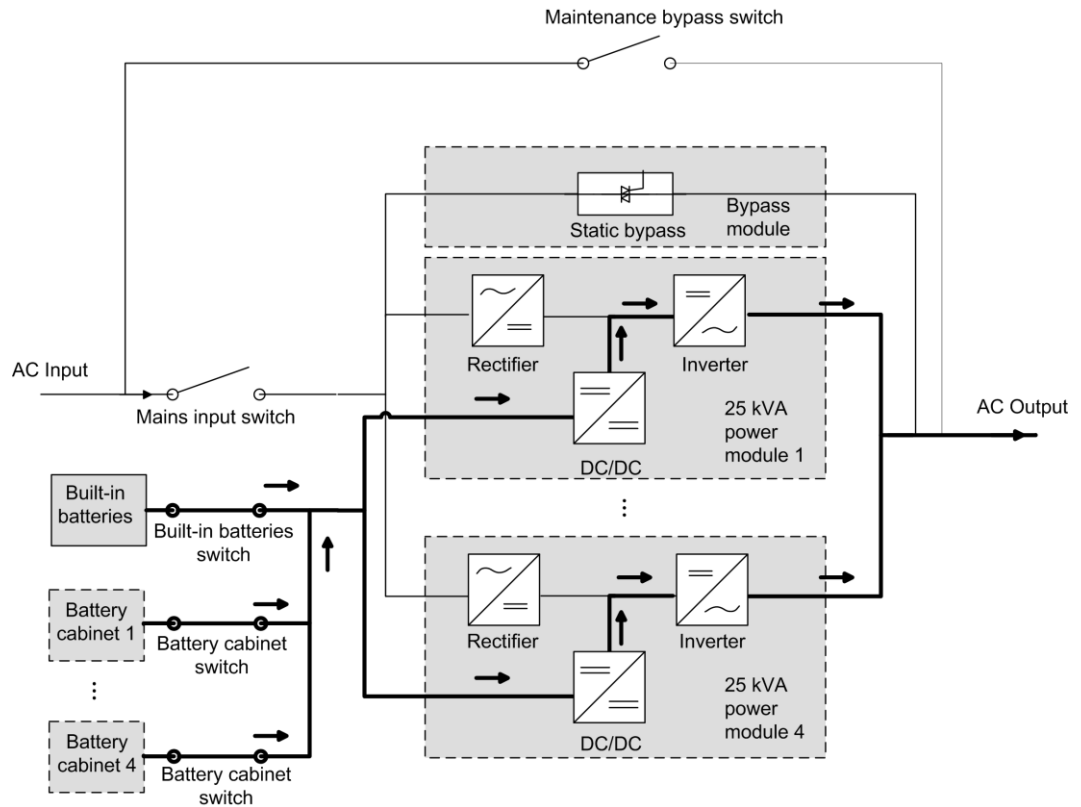 Maintenance bypass switch
Static bypass
Bypass
module
Rectifier
Inverter
AC Input
Mains input switch
25 kVA
power
module 1
DC/DC
AC Output
Built-in
batteries
Built-in batteries
switch
⋮
Battery
cabinet 1
Battery cabinet
switch
Rectifier
Inverter
⋮
25 kVA
power
module 4
DC/DC
Battery
cabinet 4
Battery cabinet
switch